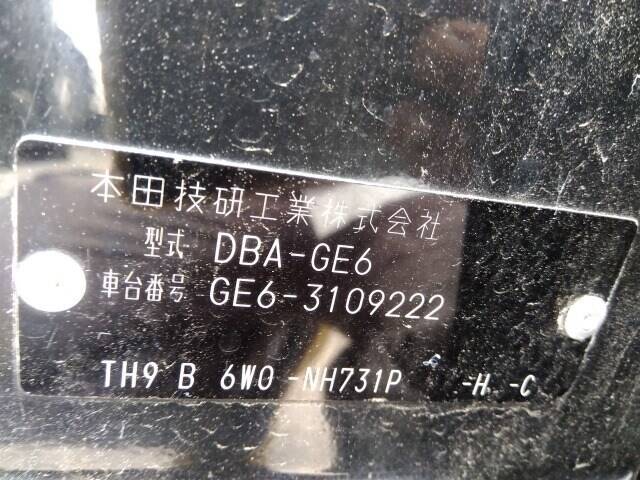 本田技研工業株式会社
型式 DBA-GE6
車台番号 GE6-3109222
TH9 B 6W0 -NH731P -H -C